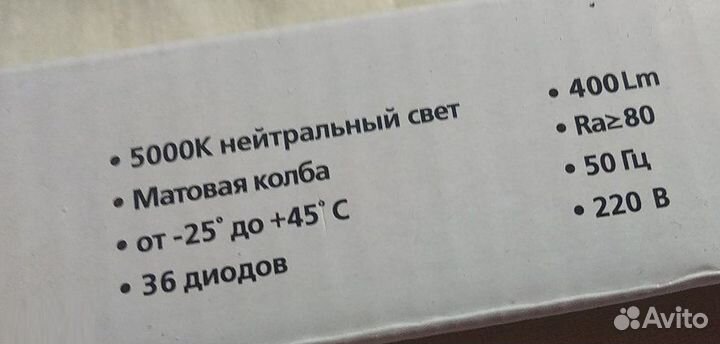 • 5000K нейтральный свет
• Матовая колба
• от -25° до +45° С
• 36 диодов
• 400 Lm
• Ra≥80
• 50 Гц
• 220 В
Avito